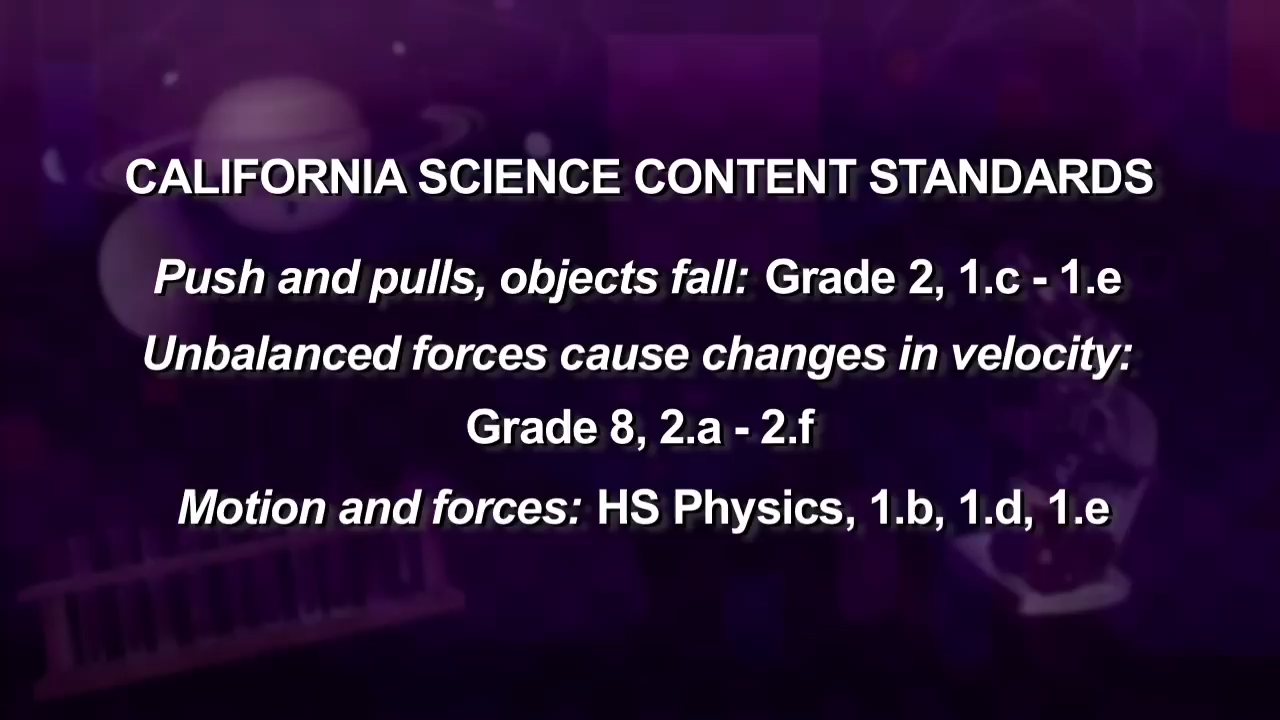 CALIFORNIA SCIENCE CONTENT STANDARDS
Push and pulls, objects fall: Grade 2, 1.c - 1.e
Unbalanced forces cause changes in velocity:
Grade 8, 2.a - 2.f
Motion and forces: HS Physics, 1.b, 1.d, 1.e